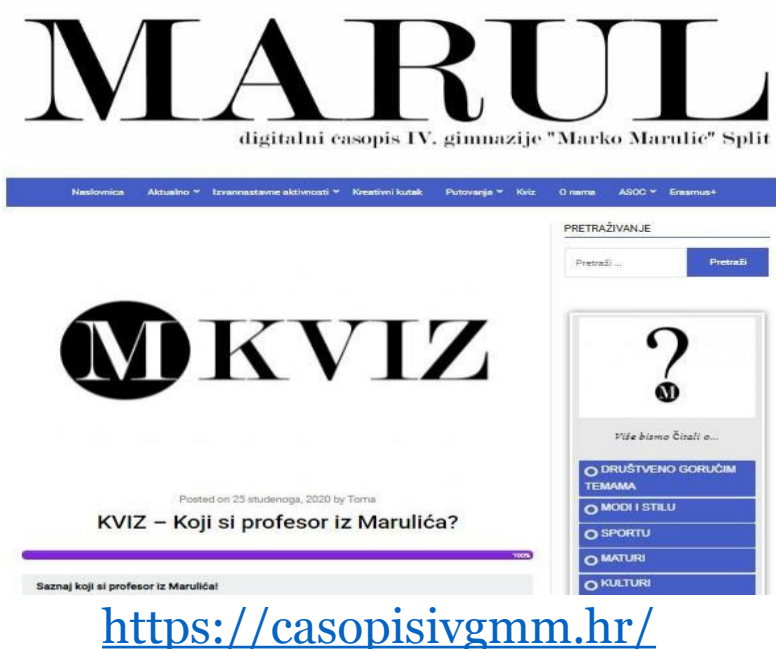 MARUL
digitalni časopis IV. gimnazije "Marko Marulić" Split
Naslovnica Aktualno Izvannastavne aktivnosti Kreativni kutak Putovanja Kviz O nama ASOC Erasmus+
PRETRAŽIVANJE
Pretraži ... Pretraži
M KVIZ
M
Više bismo Čitali o...
DRUŠTVENO GORUĆIM
TEMAMA
MODI I STILU
SPORTU
MATURI
KULTURI
Posted on 25 studenoga, 2020 by Toma
KVIZ – Koji si profesor iz Marulića?
100%
Saznaj koji si profesor iz Marulića!
https://casopisivgmm.hr/